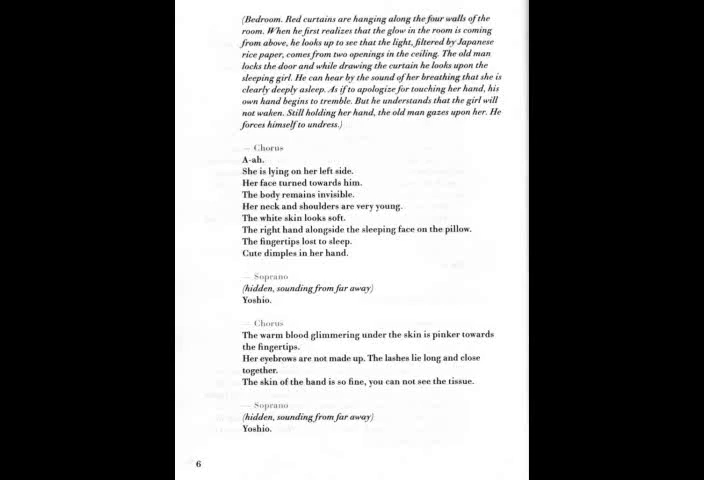 (Bedroom. Red curtains are hanging along the four walls of the
room. When he first realizes that the glow in the room is coming
from above, he looks up to see that the light, filtered by Japanese
rice paper, comes from two openings in the ceiling. The old man
locks the door and while drawing the curtain he looks upon the
sleeping girl. He can hear by the sound of her breathing that she is
clearly deeply asleep. As if to apologize for touching her hand, his
own hand begins to tremble. But he understands that the girl will
not waken. Still holding her hand, the old man gazes upon her. He
forces himself to undress.)
— Chorus
A-ah.
She is lying on her left side.
Her face turned towards him.
The body remains invisible.
Her neck and shoulders are very young.
The white skin looks soft.
The right hand alongside the sleeping face on the pillow.
The fingertips lost to sleep.
Cute dimples in her hand.
— Soprano
(hidden, sounding from far away)
Yoshio.
— Chorus
The warm blood glimmering under the skin is pinker towards
the fingertips.
Her eyebrows are not made up. The lashes lie long and close
together.
The skin of the hand is so fine, you can not see the tissue.
— Soprano
(hidden, sounding from far away)
Yoshio.
6